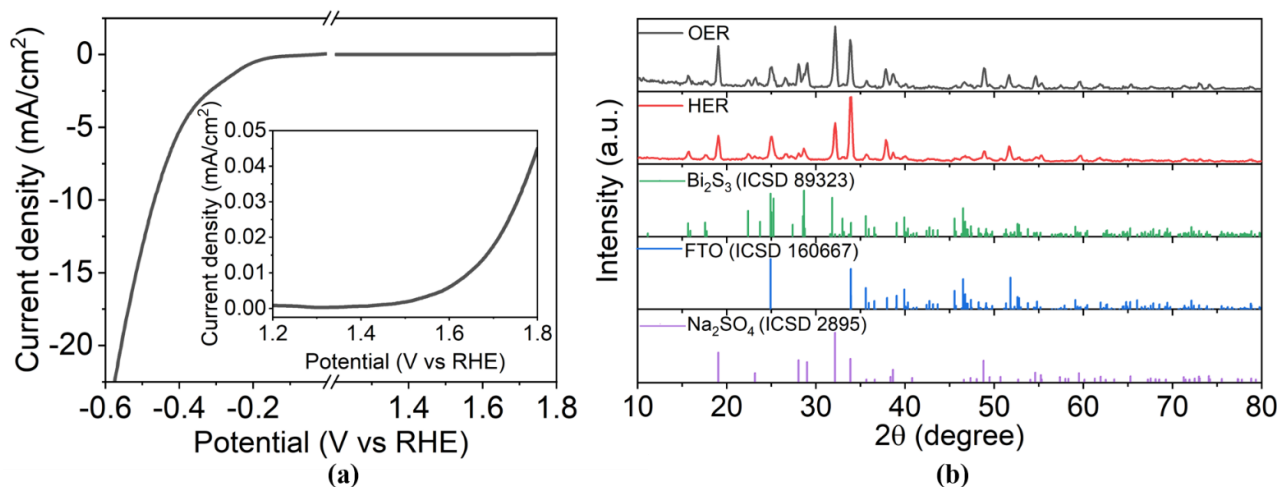 0
-5
-10
-15
-20
Current density (mA/cm²)
-0.6
-0.4
-0.2
1.4
1.6
1.8
Potential (V vs RHE)
0.05
0.04
0.03
0.02
0.01
0.00
Current density (mA/cm²)
1.2
1.4
1.6
1.8
Potential (V vs RHE)
(a)
OER
HER
Bi₂S₃ (ICSD 89323)
FTO (ICSD 160667)
Na₂SO₄ (ICSD 2895)
Intensity (a.u.)
10
20
30
40
50
60
70
80
2θ (degree)
(b)